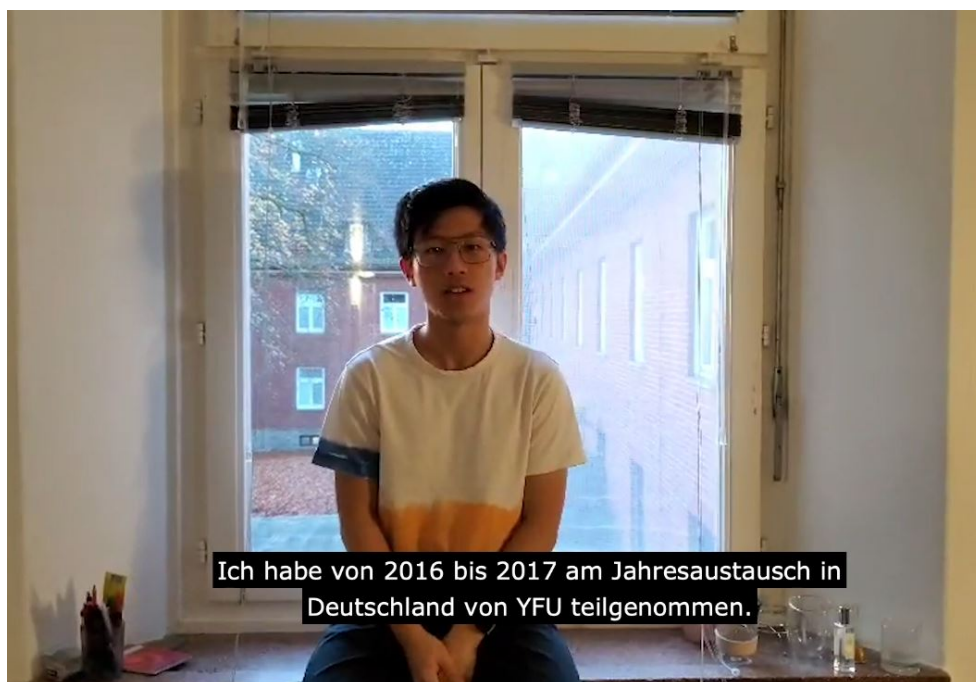 Ich habe von 2016 bis 2017 am Jahresaustausch in
Deutschland von YFU teilgenommen.